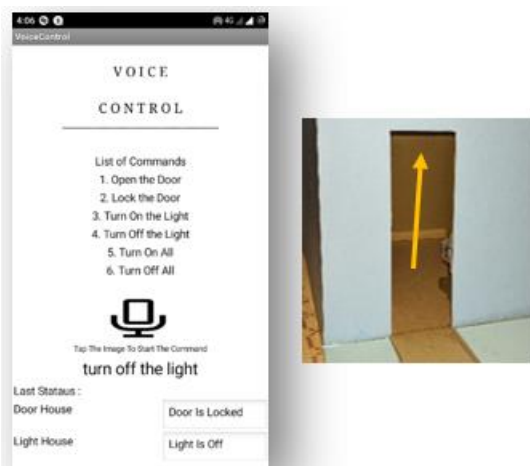 4:06
4G
VoiceControl
VOICE
CONTROL
List of Commands
1. Open the Door
2. Lock the Door
3. Turn On the Light
4. Turn Off the Light
5. Turn On All
6. Turn Off All
Tap The Image To Start The Command
turn off the light
Last Stataus :
Door House
Door Is Locked
Light House
Light Is Off